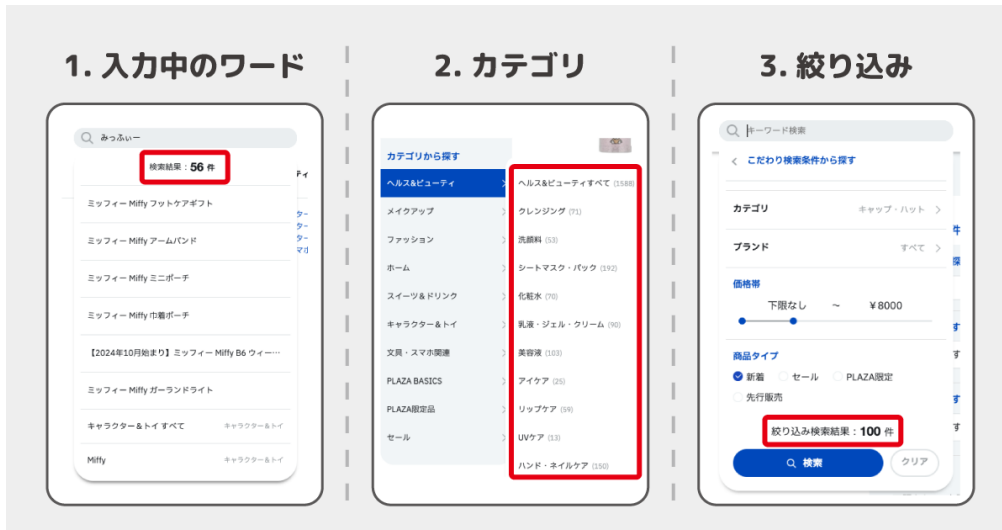 1. 入力中のワード
みっふぃー
検索結果：56 件
ミッフィー Miffy フットケアギフト
ミッフィー Miffy アームバンド
ミッフィー Miffy ミニポーチ
ミッフィー Miffy 巾着ポーチ
【2024年10月始まり】ミッフィー Miffy B6 ウィー…
ミッフィー Miffy ガーランドライト
キャラクター＆トイ すべて キャラクター＆トイ
Miffy キャラクター＆トイ
2. カテゴリ
カテゴリから探す
ヘルス&ビューティ
メイクアップ
ファッション
ホーム
スイーツ＆ドリンク
キャラクター＆トイ
文具・スマホ関連
PLAZA BASICS
PLAZA限定品
セール
ヘルス&ビューティすべて (1588)
クレンジング (71)
洗顔料 (53)
シートマスク・パック (192)
化粧水 (70)
乳液・ジェル・クリーム (90)
美容液 (103)
アイケア (25)
リップケア (59)
UVケア (13)
ハンド・ネイルケア (150)
3. 絞り込み
キーワード検索
こだわり検索条件から探す
カテゴリ キャップ・ハット
ブランド すべて
価格帯
下限なし ～ ¥8000
商品タイプ
新着 セール PLAZA限定
先行販売
絞り込み検索結果：100 件
検索 クリア